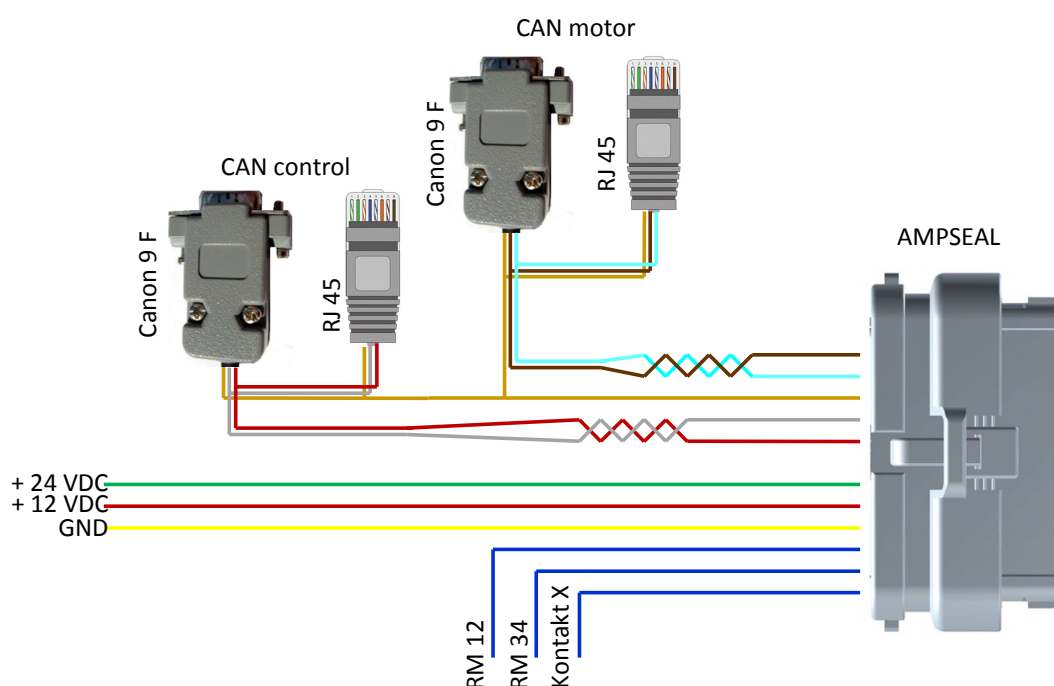 CAN motor
Canon 9 F
RJ 45
CAN control
Canon 9 F
RJ 45
AMPSEAL
+ 24 VDC
+ 12 VDC
GND
RM 12
RM 34
Kontakt X